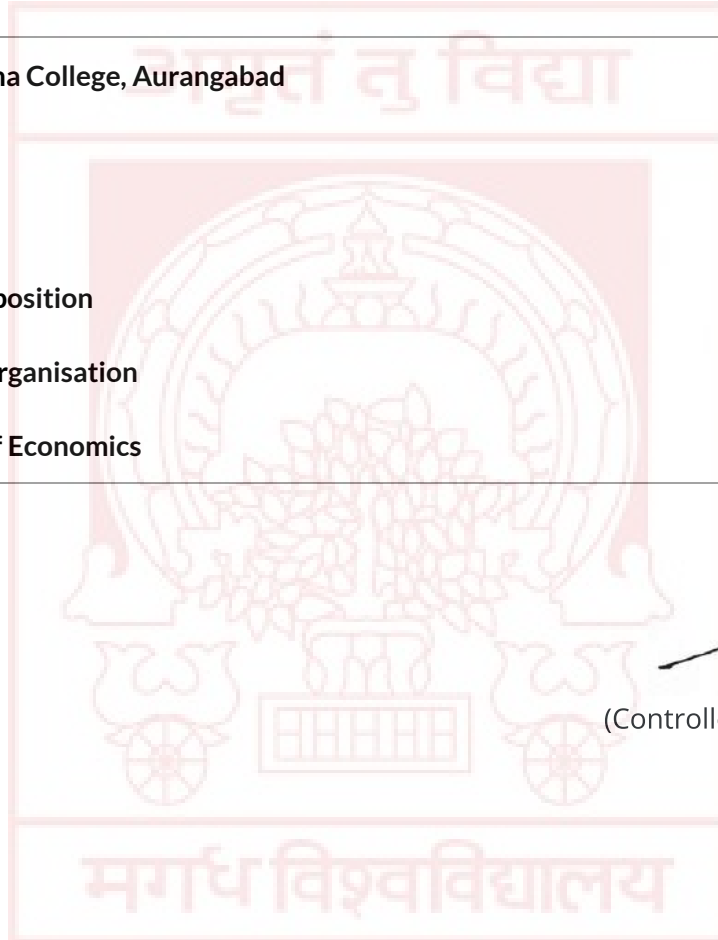 अमृतं तु विद्या
na College, Aurangabad
position
rganisation
f Economics
(Controll
मगध विश्वविद्यालय